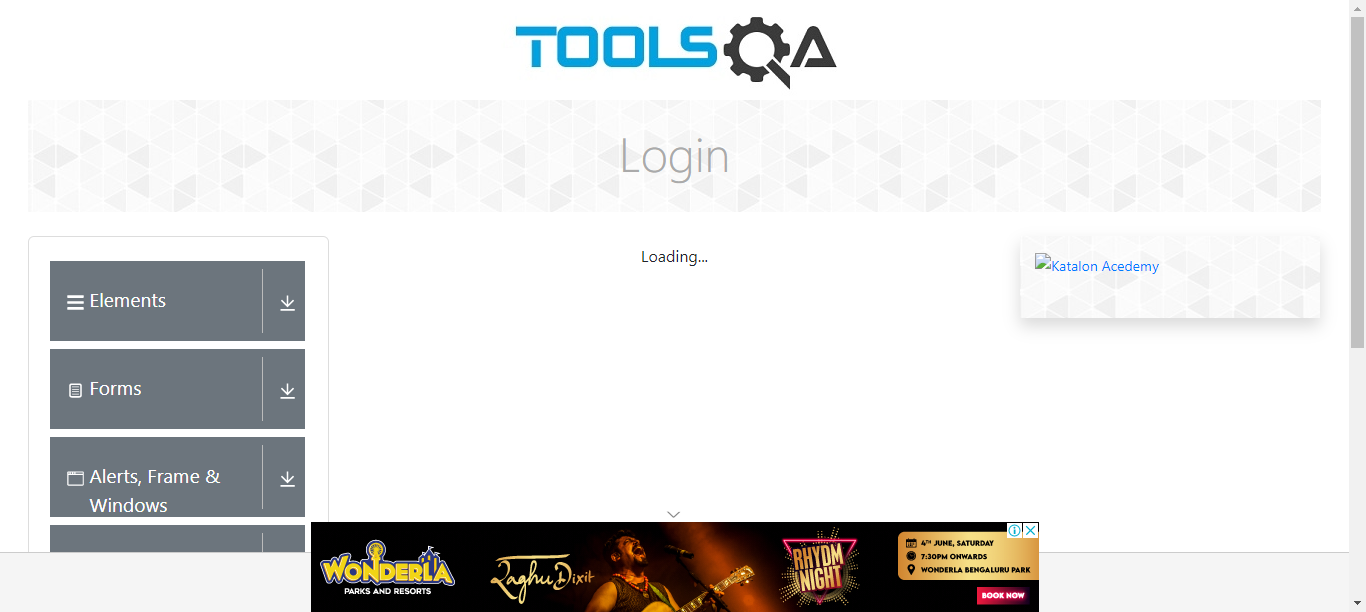 TOOLSQA
Login
Elements
Forms
Alerts, Frame &
Windows
Loading...
Katalon Acedemy
WONDERLA
PARKS AND RESORTS
Raghu Dixit
RHYDM
NIGHT
4TH JUNE, SATURDAY
7:30PM ONWARDS
WONDERLA BENGALURU PARK
BOOK NOW